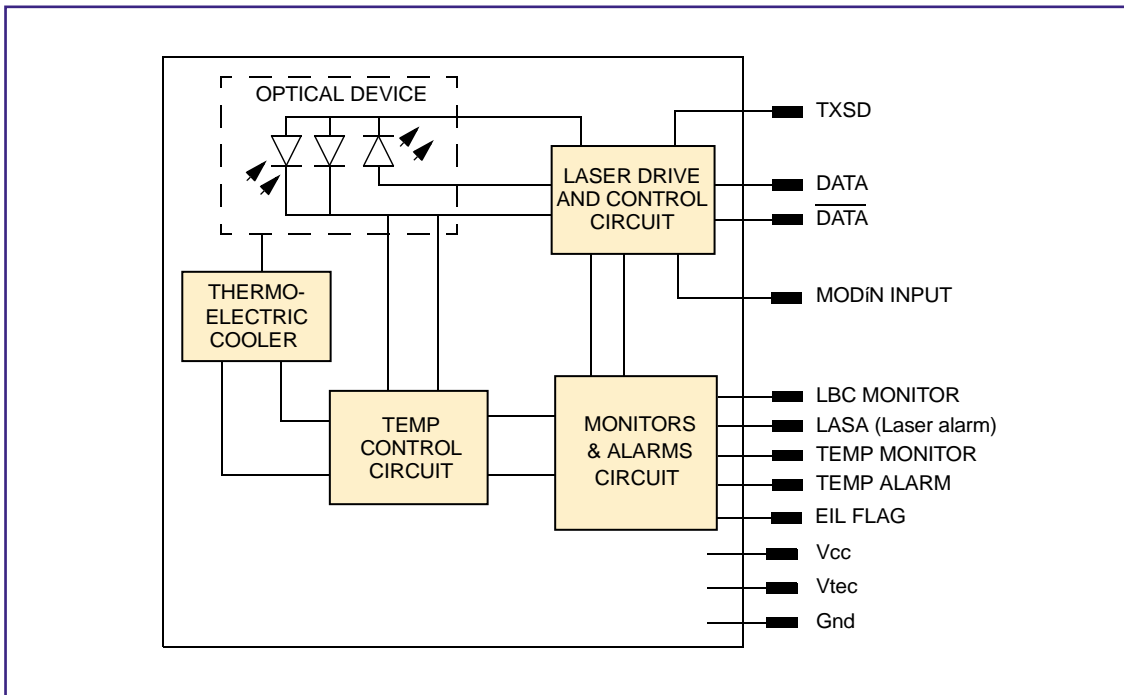 OPTICAL DEVICE
TXSD
LASER DRIVE
AND CONTROL
CIRCUIT
DATA
DATA
THERMO-
ELECTRIC
COOLER
MODíN INPUT
TEMP
CONTROL
CIRCUIT
MONITORS
& ALARMS
CIRCUIT
LBC MONITOR
LASA (Laser alarm)
TEMP MONITOR
TEMP ALARM
EIL FLAG
Vcc
Vtec
Gnd